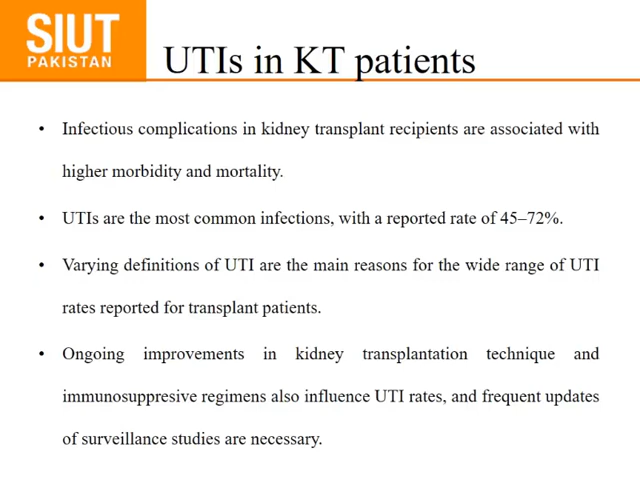 SIUT
PAKISTAN
UTIs in KT patients
• Infectious complications in kidney transplant recipients are associated with
higher morbidity and mortality.
• UTIs are the most common infections, with a reported rate of 45–72%.
• Varying definitions of UTI are the main reasons for the wide range of UTI
rates reported for transplant patients.
• Ongoing improvements in kidney transplantation technique and
immunosuppresive regimens also influence UTI rates, and frequent updates
of surveillance studies are necessary.